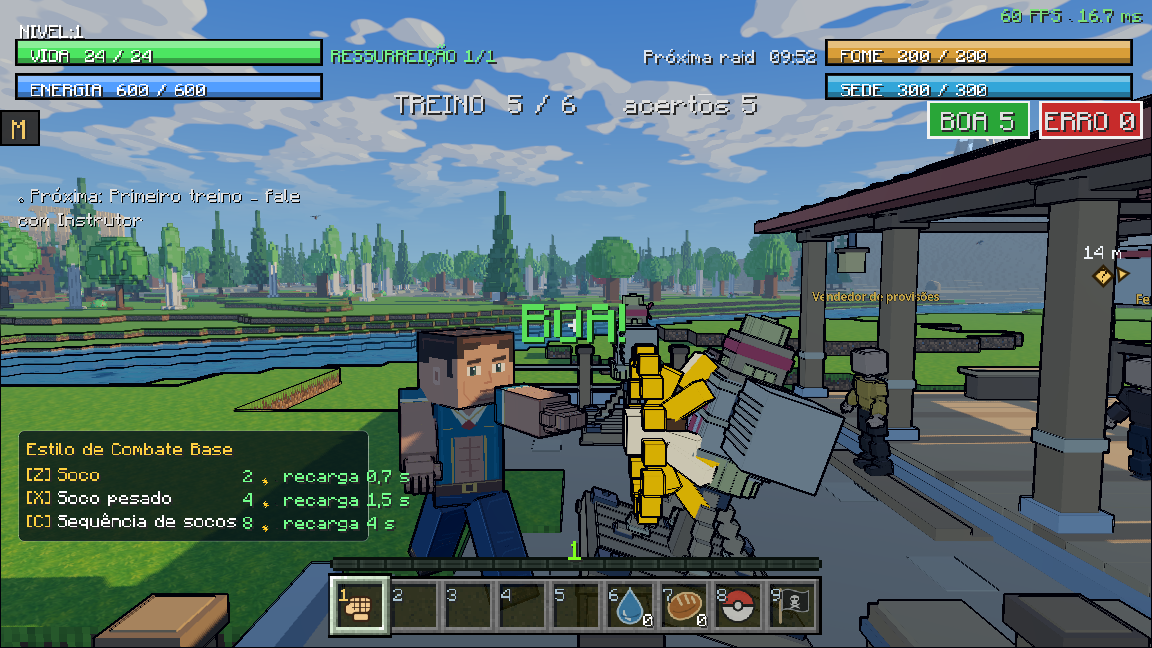 60 FPS . 16.7 ms
NIVEL:1
VIDA 24 / 24
RESSURREIÇÃO 1/1
Próxima raid 09:52
FOME 200 / 200
ENERGIA 600 / 600
SEDE 300 / 300
TREINO 5 / 6 acertos 5
BOA 5
ERRO 0
M
Próxima: Primeiro treino - fale
com Instrutor
14 m
Vendedor de provisões
BOA!
Estilo de Combate Base
[Z] Soco 2 recarga 0,7 s
[X] Soco pesado 4 recarga 1,5 s
[C] Sequência de socos 8 recarga 4 s
1
1 2 3 4 5 6 7 8 9
0 0